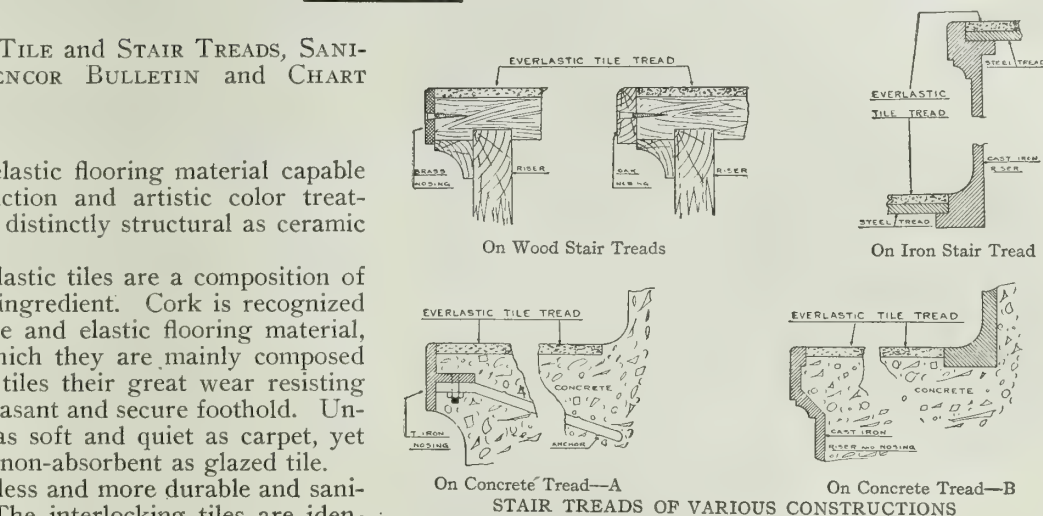 TILE and STAIR TREADS, SANI-
ENCOR BULLETIN and CHART
elastic flooring material capable
ction and artistic color treat-
distinctly structural as ceramic
lastic tiles are a composition of
ingredient. Cork is recognized
e and elastic flooring material,
hich they are mainly composed
tiles their great wear resisting
asant and secure foothold. Un-
as soft and quiet as carpet, yet
non-absorbent as glazed tile.
less and more durable and sani-
The interlocking tiles are iden-
EVERLASTIC TILE TREAD
BRASS
NOSING
RISER
OAK
NOSING
RISER
On Wood Stair Treads
STEEL TREAD
EVERLASTIC
TILE TREAD
CAST IRON
RISER
STEEL TREAD
On Iron Stair Tread
EVERLASTIC TILE TREAD
CONCRETE
T IRON
NOSING
ANCHOR
On Concrete Tread—A
EVERLASTIC TILE TREAD
CONCRETE
CAST IRON
RISER AND NOSING
On Concrete Tread—B
STAIR TREADS OF VARIOUS CONSTRUCTIONS